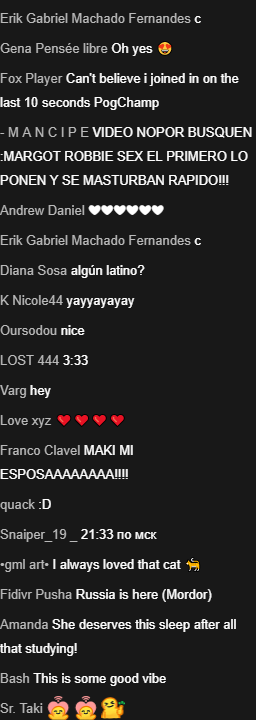 Erik Gabriel Machado Fernandes c
Gena Pensée libre Oh yes 🤩
Fox Player Can't believe i joined in on the
last 10 seconds PogChamp
- M A N C I P E VIDEO NOPOR BUSQUEN
:MARGOT ROBBIE SEX EL PRIMERO LO
PONEN Y SE MASTURBAN RAPIDO!!!
Andrew Daniel 🤍🤍🤍🤍🤍🤍
Erik Gabriel Machado Fernandes c
Diana Sosa algún latino?
K Nicole44 yayyayayay
Oursodou nice
LOST 444 3:33
Varg hey
Love xyz ♥️♥️♥️♥️
Franco Clavel MAKI MI
ESPOSAAAAAAAA!!!!
quack :D
Snaiper_19 _ 21:33 по мск
•gml art• I always loved that cat 🐈
Fidivr Pusha Russia is here (Mordor)
Amanda She deserves this sleep after all
that studying!
Bash This is some good vibe
Sr. Taki